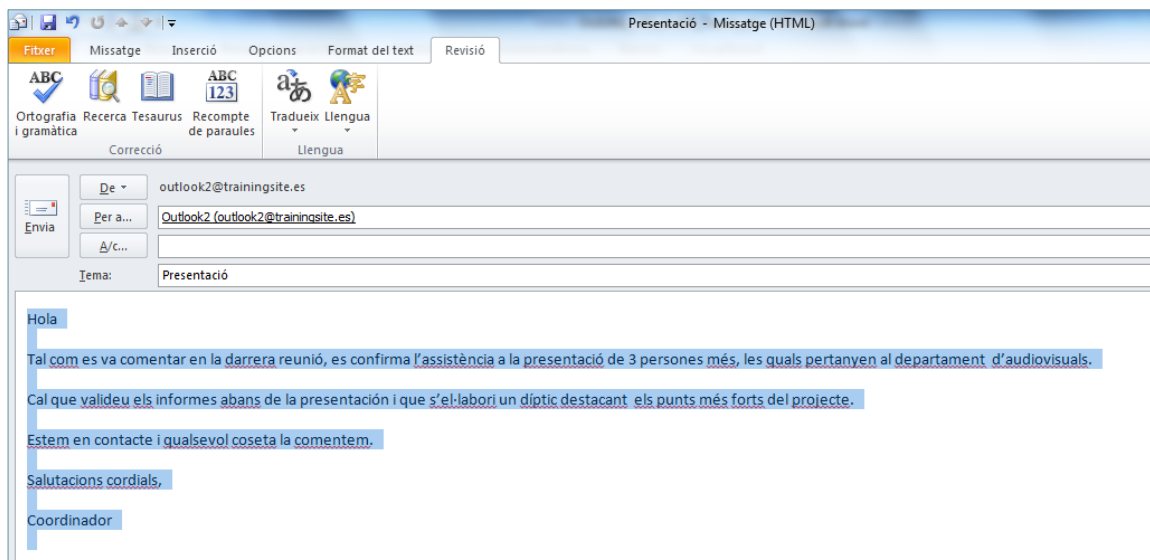 Presentació - Missatge (HTML)
Fitxer Missatge Inserció Opcions Format del text Revisió
ABC ABC 123 aあ A字
Ortografia i gramàtica Recerca Tesaurus Recompte de paraules Tradueix Llengua
Correcció Llengua
De outlook2@trainingsite.es
Envia
Per a... Outlook2 (outlook2@trainingsite.es)
A/c...
Tema: Presentació
Hola
Tal com es va comentar en la darrera reunió, es confirma l'assistència a la presentació de 3 persones més, les quals pertanyen al departament d'audiovisuals.
Cal que valideu els informes abans de la presentación i que s'el·labori un díptic destacant els punts més forts del projecte.
Estem en contacte i qualsevol coseta la comentem.
Salutacions cordials,
Coordinador